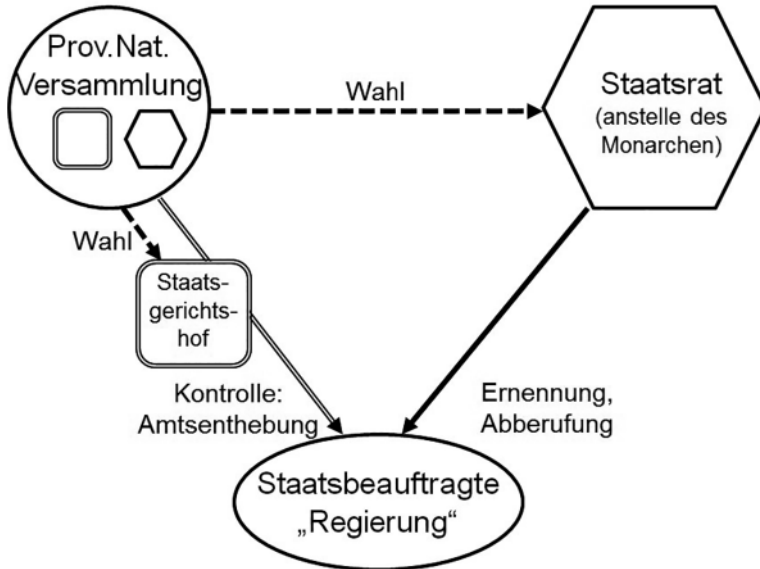 Prov.Nat.
Versammlung
Wahl
Staatsrat
(anstelle des
Monarchen)
Wahl
Staats-
gerichts-
hof
Kontrolle:
Amtsenthebung
Ernennung,
Abberufung
Staatsbeauftragte
„Regierung“